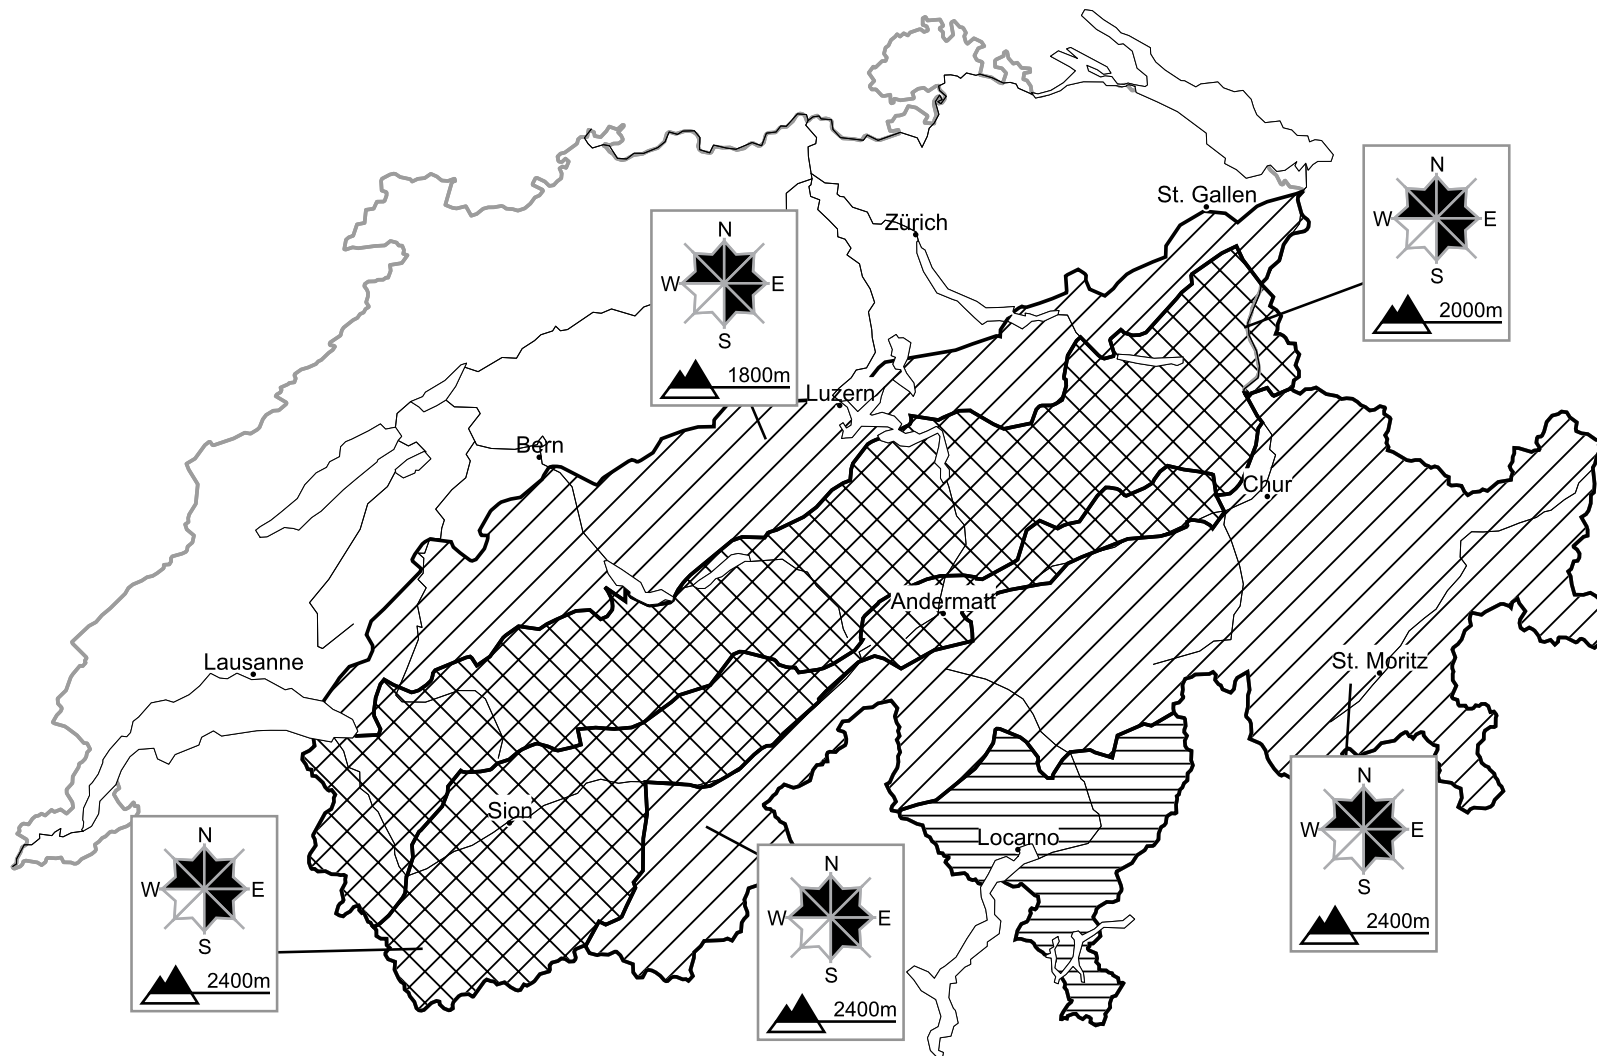 St. Gallen
Zürich
N
W E
S
2000m
N
W E
S
1800m
Luzern
Bern
Chur
Andermatt
Lausanne
St. Moritz
Sion
Locarno
N
W E
S
2400m
N
W E
S
2400m
N
W E
S
2400m